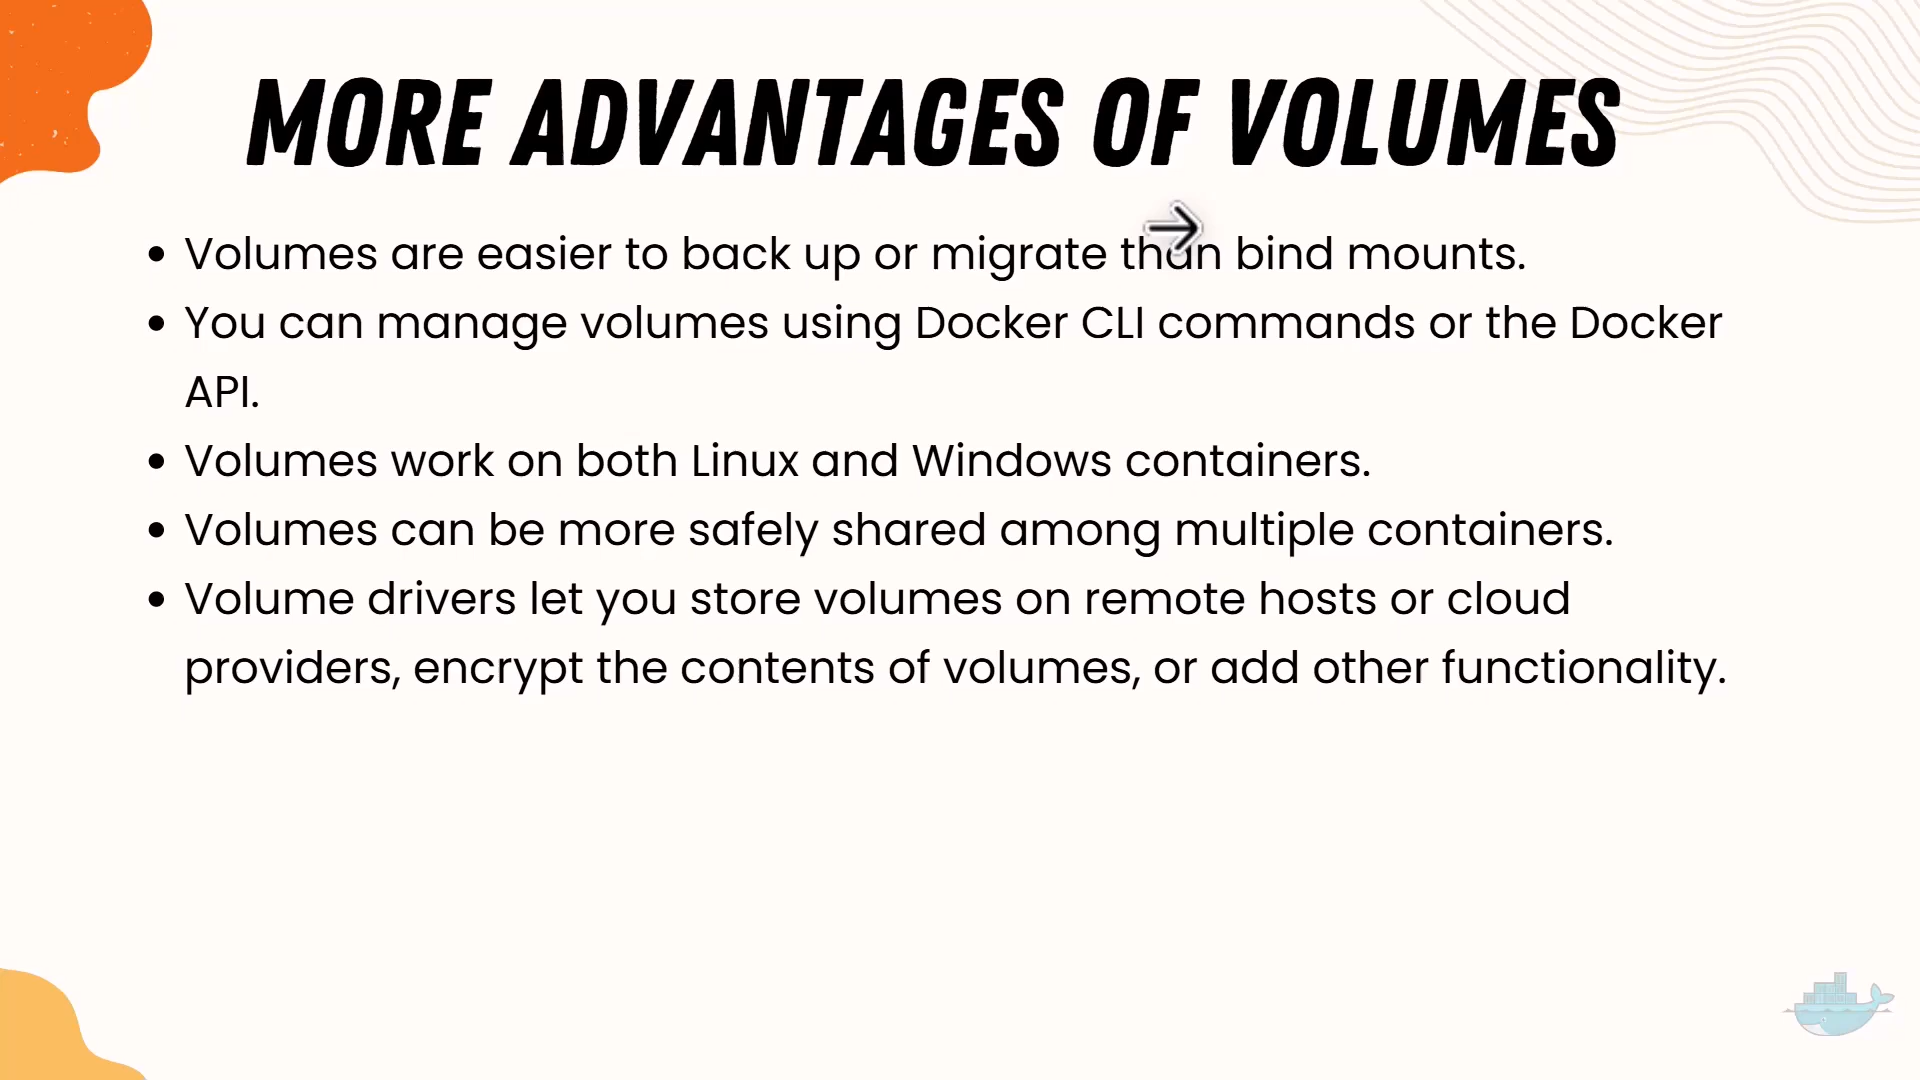 MORE ADVANTAGES OF VOLUMES
• Volumes are easier to back up or migrate than bind mounts.
• You can manage volumes using Docker CLI commands or the Docker
API.
• Volumes work on both Linux and Windows containers.
• Volumes can be more safely shared among multiple containers.
• Volume drivers let you store volumes on remote hosts or cloud
providers, encrypt the contents of volumes, or add other functionality.